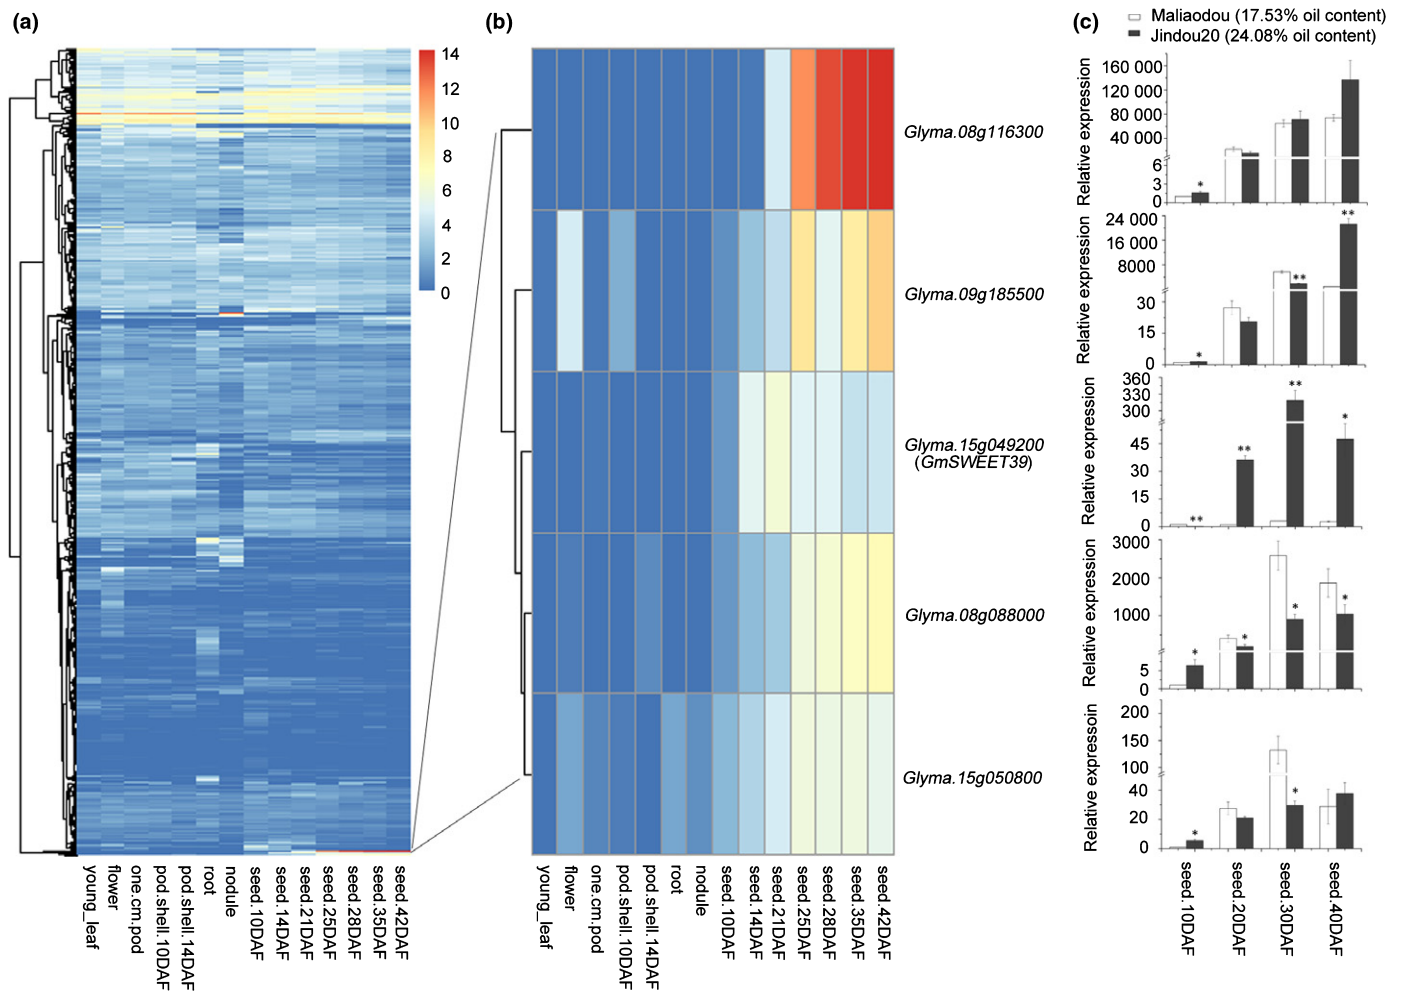 (a)
14
12
10
8
6
4
2
0
young_leaf
flower
one.cm.pod
pod.shell.10DAF
pod.shell.14DAF
root
nodule
seed.10DAF
seed.14DAF
seed.21DAF
seed.25DAF
seed.28DAF
seed.35DAF
seed.42DAF
(b)
Glyma.08g116300
Glyma.09g185500
Glyma.15g049200
(GmSWEET39)
Glyma.08g088000
Glyma.15g050800
young_leaf
flower
one.cm.pod
pod.shell.10DAF
pod.shell.14DAF
root
nodule
seed.10DAF
seed.14DAF
seed.21DAF
seed.25DAF
seed.28DAF
seed.35DAF
seed.42DAF
(c)
Maliaodou (17.53% oil content)
Jindou20 (24.08% oil content)
Relative expression
160 000
120 000
80 000
40 000
6
3
0
*
Relative expression
24 000
16 000
8000
30
15
0
*
**
**
Relative expression
360
330
300
45
30
15
0
**
**
**
*
Relative expression
3000
2000
1000
5
0
*
*
*
*
Relative expressoin
200
150
100
40
20
0
*
*
seed.10DAF
seed.20DAF
seed.30DAF
seed.40DAF